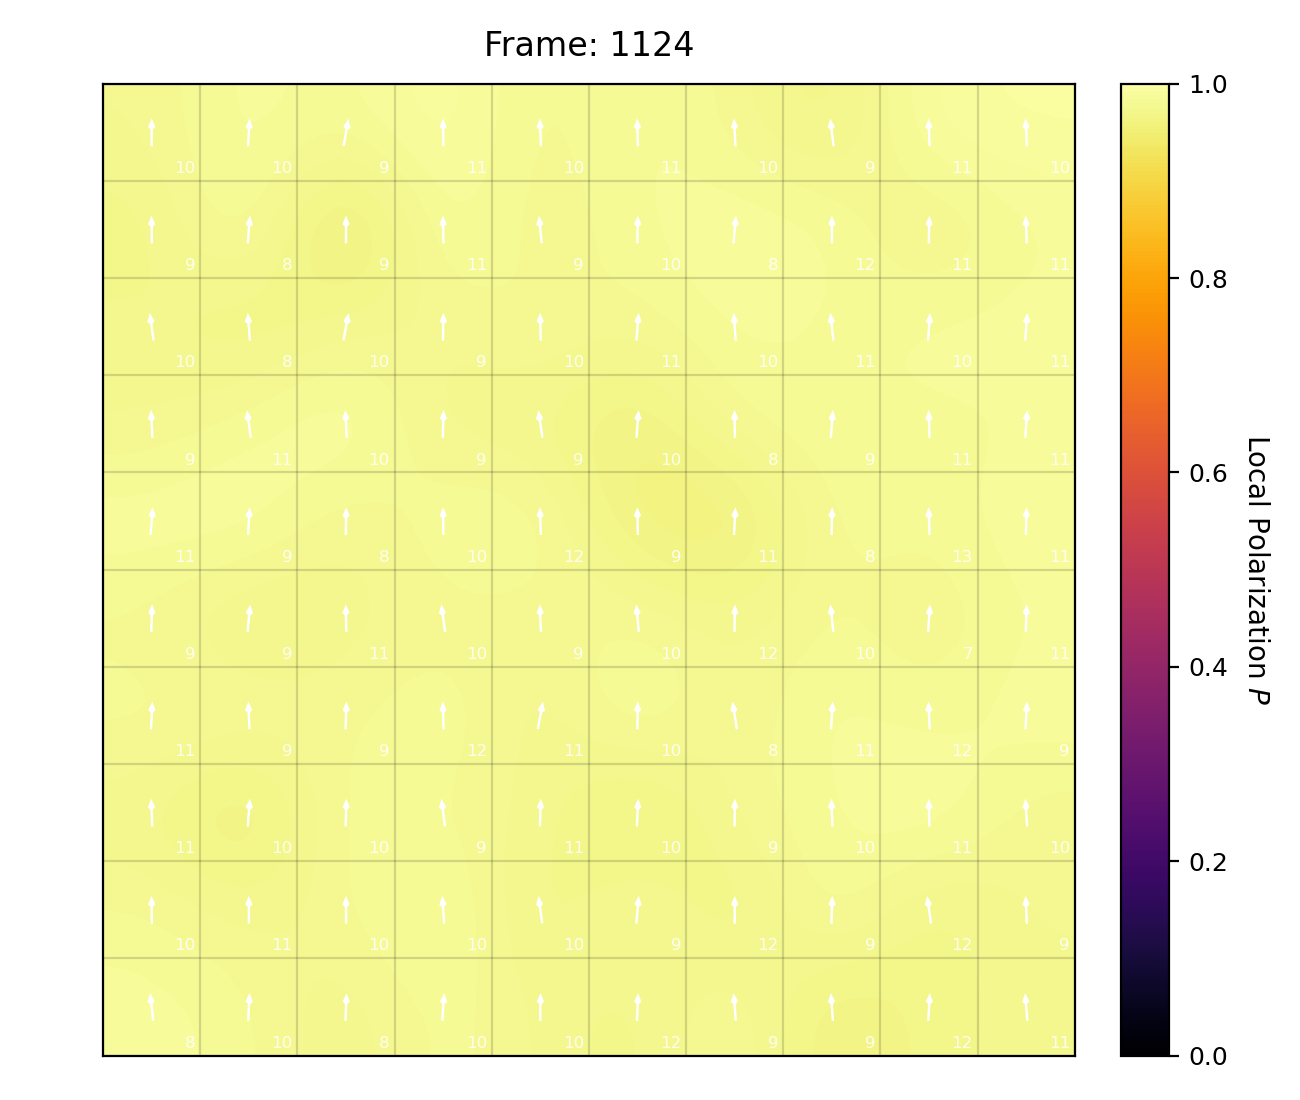 Frame: 1124
10 10 9 11 10 11 10 9 11 10
9 8 9 11 9 10 8 12 11 11
10 8 10 9 10 11 10 11 10 11
9 11 10 9 9 10 8 9 11 11
11 9 8 10 12 9 11 8 13 11
9 9 11 10 9 10 12 10 7 11
11 9 9 12 11 10 8 11 12 9
11 10 10 9 11 10 9 10 11 10
10 11 10 10 10 9 12 9 12 9
8 10 8 10 10 12 9 9 12 11
1.0
0.8
0.6
0.4
0.2
0.0
Local Polarization P